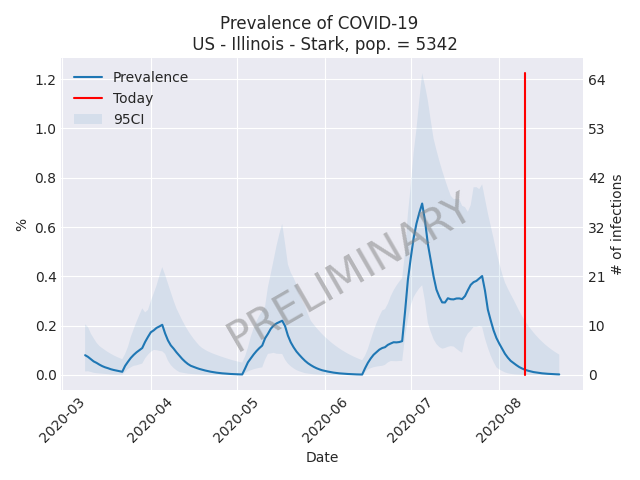 Prevalence of COVID-19
US - Illinois - Stark, pop. = 5342
Prevalence
Today
95CI
PRELIMINARY
%
1.2
1.0
0.8
0.6
0.4
0.2
0.0
64
53
42
32
21
10
0
# of infections
2020-03
2020-04
2020-05
2020-06
2020-07
2020-08
Date